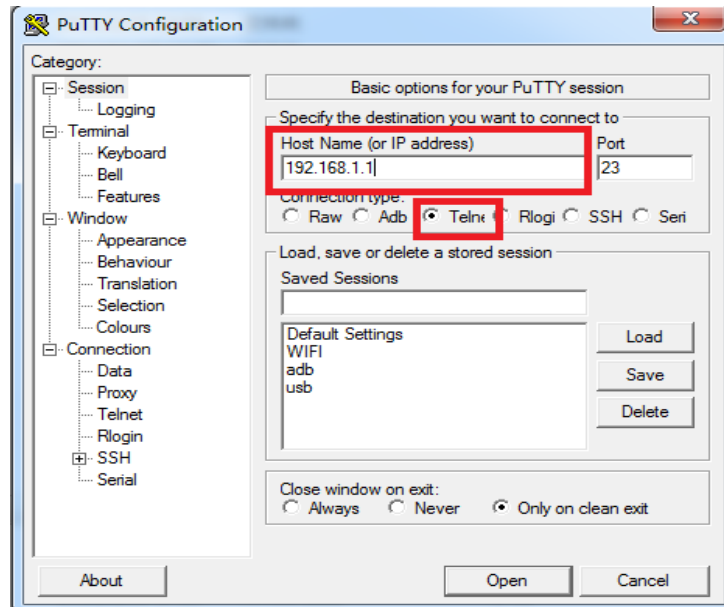 PuTTY Configuration
Category:
Session
Logging
Terminal
Keyboard
Bell
Features
Window
Appearance
Behaviour
Translation
Selection
Colours
Connection
Data
Proxy
Telnet
Rlogin
SSH
Serial
Basic options for your PuTTY session
Specify the destination you want to connect to
Host Name (or IP address) Port
192.168.1.1 23
Connection type:
Raw Adb Telne Rlogi SSH Seri
Load, save or delete a stored session
Saved Sessions
Default Settings
WIFI
adb
usb
Load
Save
Delete
Close window on exit:
Always Never Only on clean exit
About Open Cancel